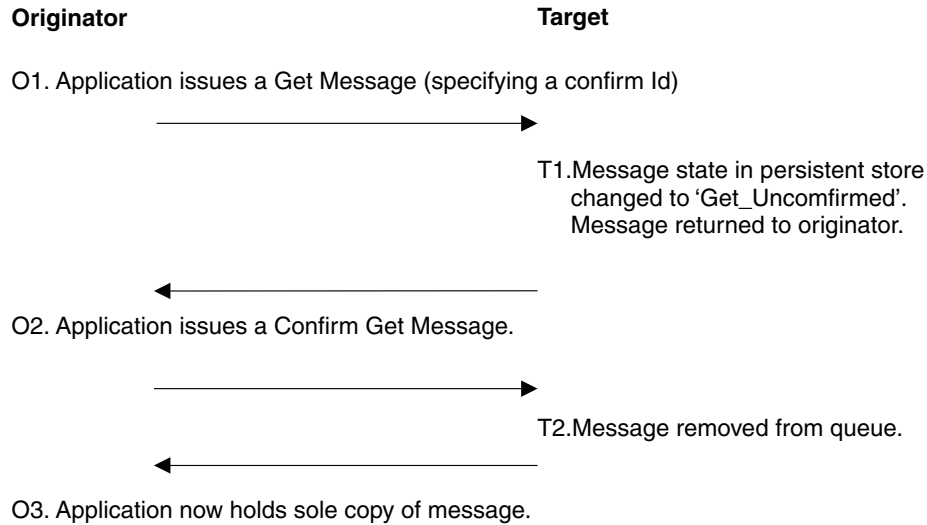 Originator Target
O1. Application issues a Get Message (specifying a confirm Id)
T1.Message state in persistent store
changed to ‘Get_Uncomfirmed’.
Message returned to originator.
O2. Application issues a Confirm Get Message.
T2.Message removed from queue.
O3. Application now holds sole copy of message.